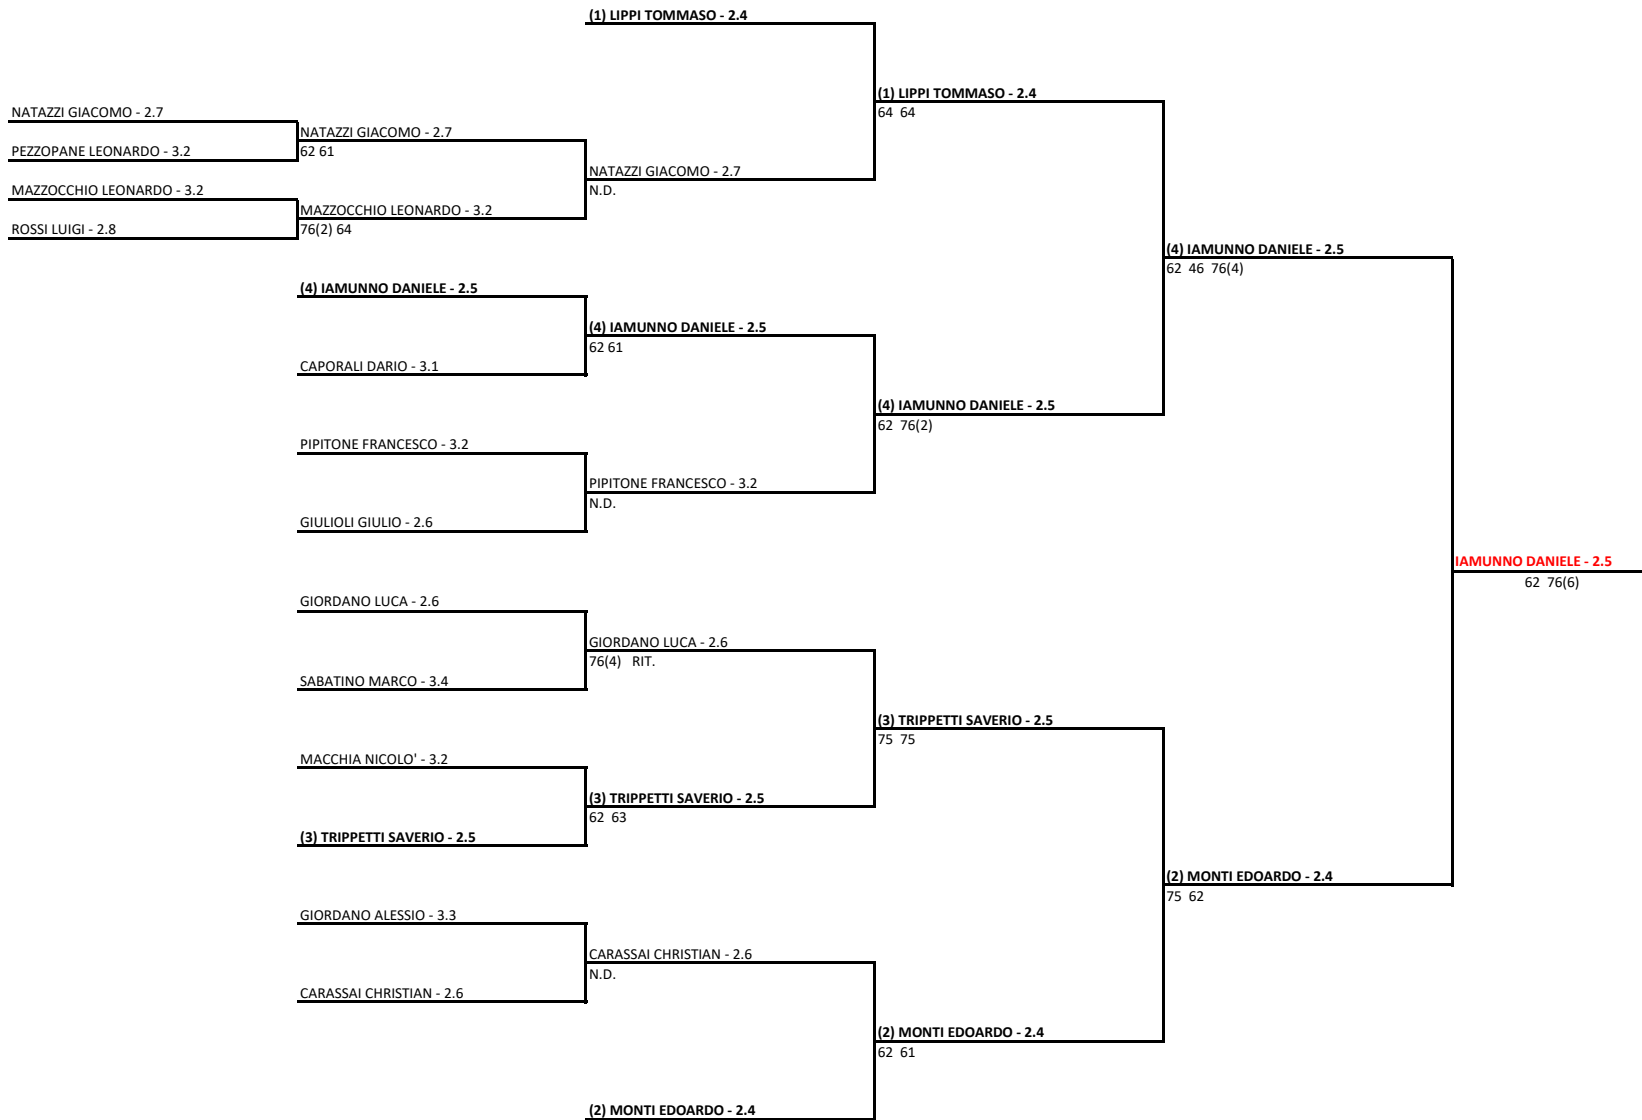 (1) LIPPI TOMMASO - 2.4
(1) LIPPI TOMMASO - 2.4
64 64
NATAZZI GIACOMO - 2.7
NATAZZI GIACOMO - 2.7
62 61
PEZZOPANE LEONARDO - 3.2
NATAZZI GIACOMO - 2.7
N.D.
MAZZOCCHIO LEONARDO - 3.2
MAZZOCCHIO LEONARDO - 3.2
76(2) 64
ROSSI LUIGI - 2.8
(4) IAMUNNO DANIELE - 2.5
62 46 76(4)
(4) IAMUNNO DANIELE - 2.5
(4) IAMUNNO DANIELE - 2.5
62 61
CAPORALI DARIO - 3.1
(4) IAMUNNO DANIELE - 2.5
62 76(2)
PIPITONE FRANCESCO - 3.2
PIPITONE FRANCESCO - 3.2
N.D.
GIULIOLI GIULIO - 2.6
IAMUNNO DANIELE - 2.5
62 76(6)
GIORDANO LUCA - 2.6
GIORDANO LUCA - 2.6
76(4) RIT.
SABATINO MARCO - 3.4
(3) TRIPPETTI SAVERIO - 2.5
75 75
MACCHIA NICOLO' - 3.2
(3) TRIPPETTI SAVERIO - 2.5
62 63
(3) TRIPPETTI SAVERIO - 2.5
(2) MONTI EDOARDO - 2.4
75 62
GIORDANO ALESSIO - 3.3
CARASSAI CHRISTIAN - 2.6
N.D.
CARASSAI CHRISTIAN - 2.6
(2) MONTI EDOARDO - 2.4
62 61
(2) MONTI EDOARDO - 2.4